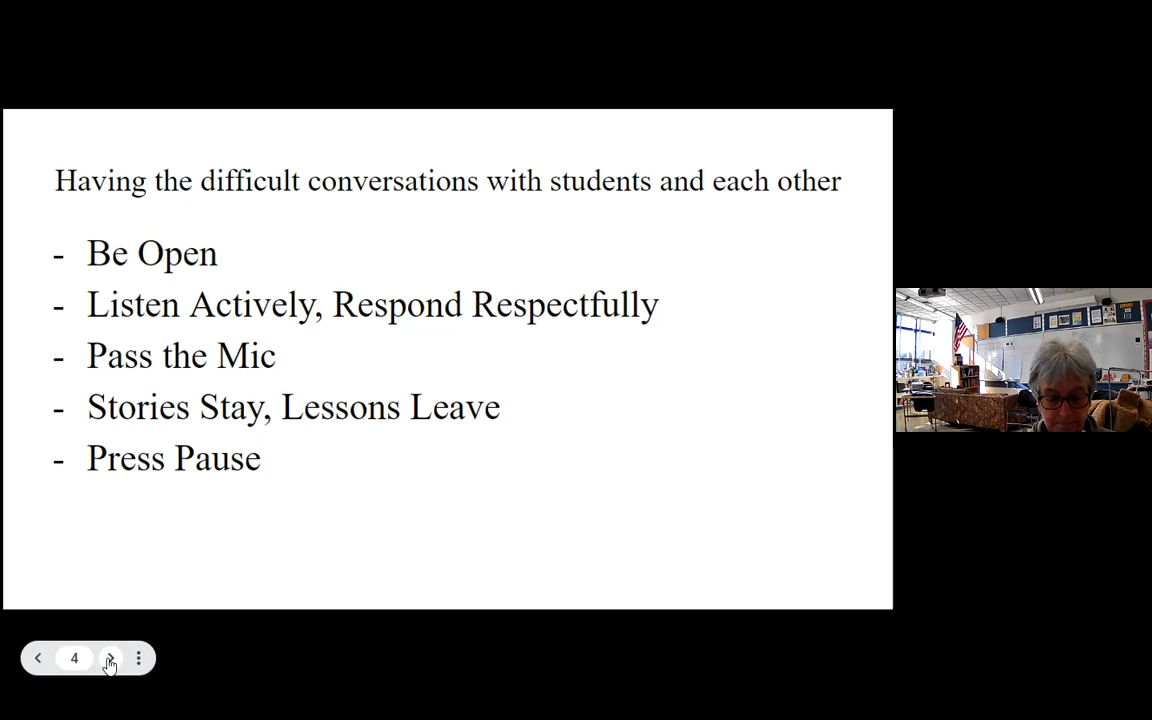 Having the difficult conversations with students and each other
- Be Open
- Listen Actively, Respond Respectfully
- Pass the Mic
- Stories Stay, Lessons Leave
- Press Pause
4